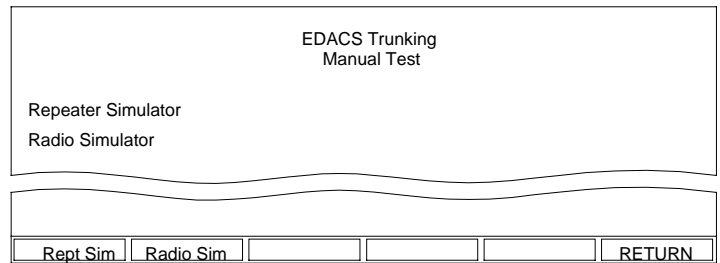 EDACS Trunking
Manual Test
Repeater Simulator
Radio Simulator
Rept Sim Radio Sim RETURN